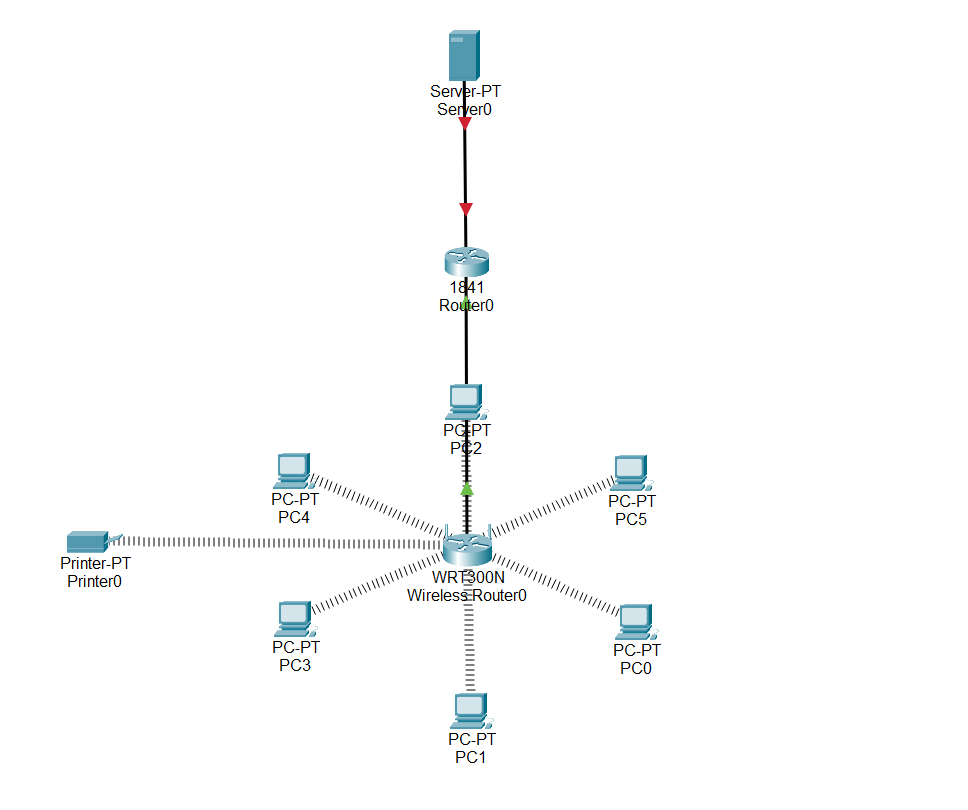 Server-PT
Server0
1841
Router0
PC-PT
PC2
PC-PT
PC4
PC-PT
PC5
Printer-PT
Printer0
WRT300N
Wireless Router0
PC-PT
PC3
PC-PT
PC0
PC-PT
PC1